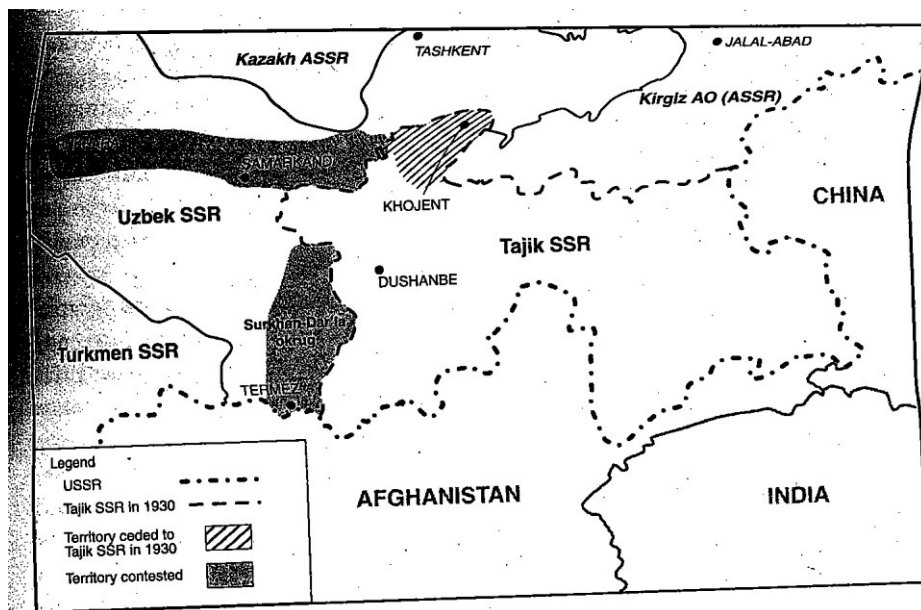 Kazakh ASSR
TASHKENT
JALAL-ABAD
Kirgiz AO (ASSR)
SAMARKAND
KHOJENT
CHINA
Uzbek SSR
Tajik SSR
DUSHANBE
Surkhan-Dar'ia
okrug
Turkmen SSR
TERMEZ
Legend
USSR
Tajik SSR in 1930
Territory ceded to
Tajik SSR in 1930
Territory contested
AFGHANISTAN
INDIA